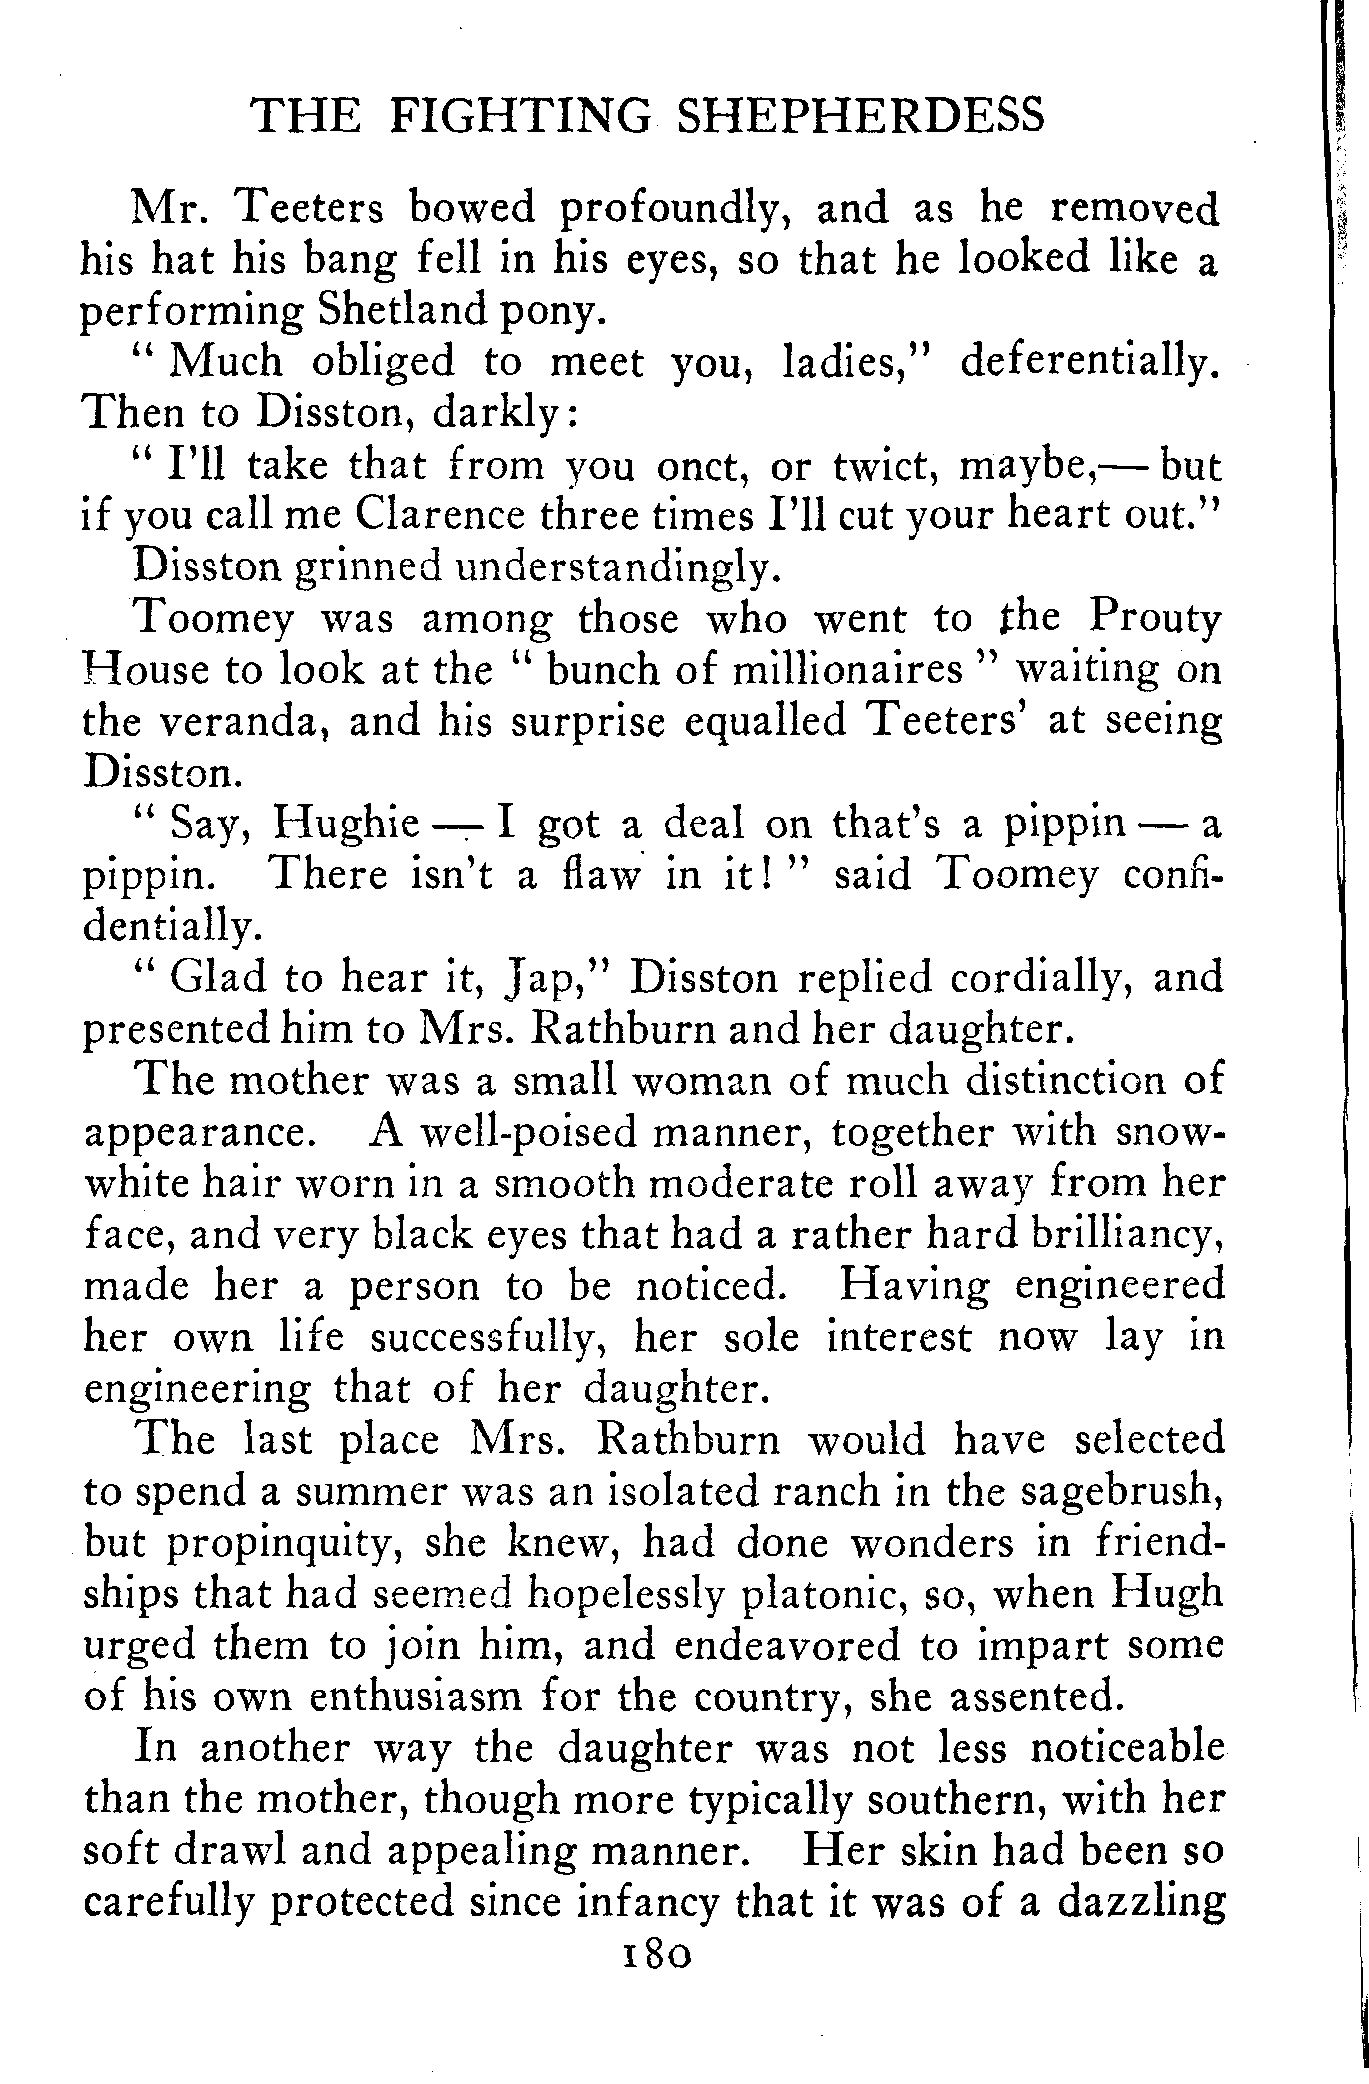 THE FIGHTING SHEPHERDESS
Mr. Teeters bowed profoundly, and as he removed
his hat his bang fell in his eyes, so that he looked like a
performing Shetland pony.
“ Much obliged to meet you, ladies,” deferentially.
Then to Disston, darkly:
“ I’ll take that from you onct, or twict, maybe,— but
if you call me Clarence three times I’ll cut your heart out.”
Disston grinned understandingly.
Toomey was among those who went to the Prouty
House to look at the “ bunch of millionaires ” waiting on
the veranda, and his surprise equalled Teeters’ at seeing
Disston.
“ Say, Hughie — I got a deal on that’s a pippin — a
pippin. There isn’t a flaw in it! ” said Toomey confi-
dentially.
“ Glad to hear it, Jap,” Disston replied cordially, and
presented him to Mrs. Rathburn and her daughter.
The mother was a small woman of much distinction of
appearance. A well-poised manner, together with snow-
white hair worn in a smooth moderate roll away from her
face, and very black eyes that had a rather hard brilliancy,
made her a person to be noticed. Having engineered
her own life successfully, her sole interest now lay in
engineering that of her daughter.
The last place Mrs. Rathburn would have selected
to spend a summer was an isolated ranch in the sagebrush,
but propinquity, she knew, had done wonders in friend-
ships that had seemed hopelessly platonic, so, when Hugh
urged them to join him, and endeavored to impart some
of his own enthusiasm for the country, she assented.
In another way the daughter was not less noticeable
than the mother, though more typically southern, with her
soft drawl and appealing manner. Her skin had been so
carefully protected since infancy that it was of a dazzling
180